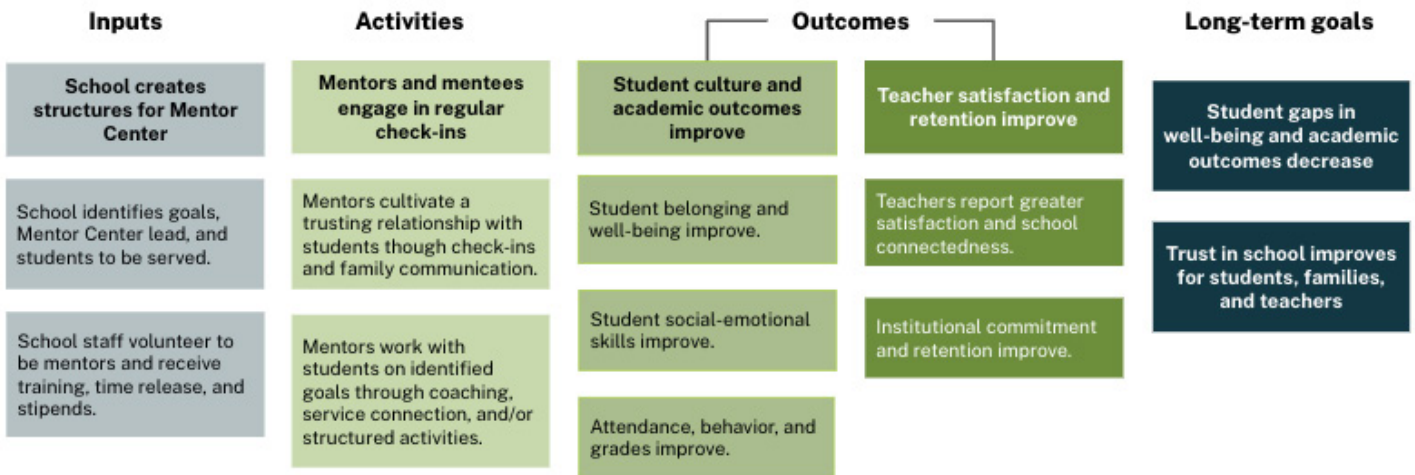 Inputs
Activities
Outcomes
Long-term goals
School creates
structures for Mentor
Center
School identifies goals,
Mentor Center lead, and
students to be served.
School staff volunteer to
be mentors and receive
training, time release, and
stipends.
Mentors and mentees
engage in regular
check-ins
Mentors cultivate a
trusting relationship with
students though check-ins
and family communication.
Mentors work with
students on identified
goals through coaching,
service connection, and/or
structured activities.
Student culture and
academic outcomes
improve
Student belonging and
well-being improve.
Student social-emotional
skills improve.
Attendance, behavior, and
grades improve.
Teacher satisfaction and
retention improve
Teachers report greater
satisfaction and school
connectedness.
Institutional commitment
and retention improve.
Student gaps in
well-being and academic
outcomes decrease
Trust in school improves
for students, families,
and teachers